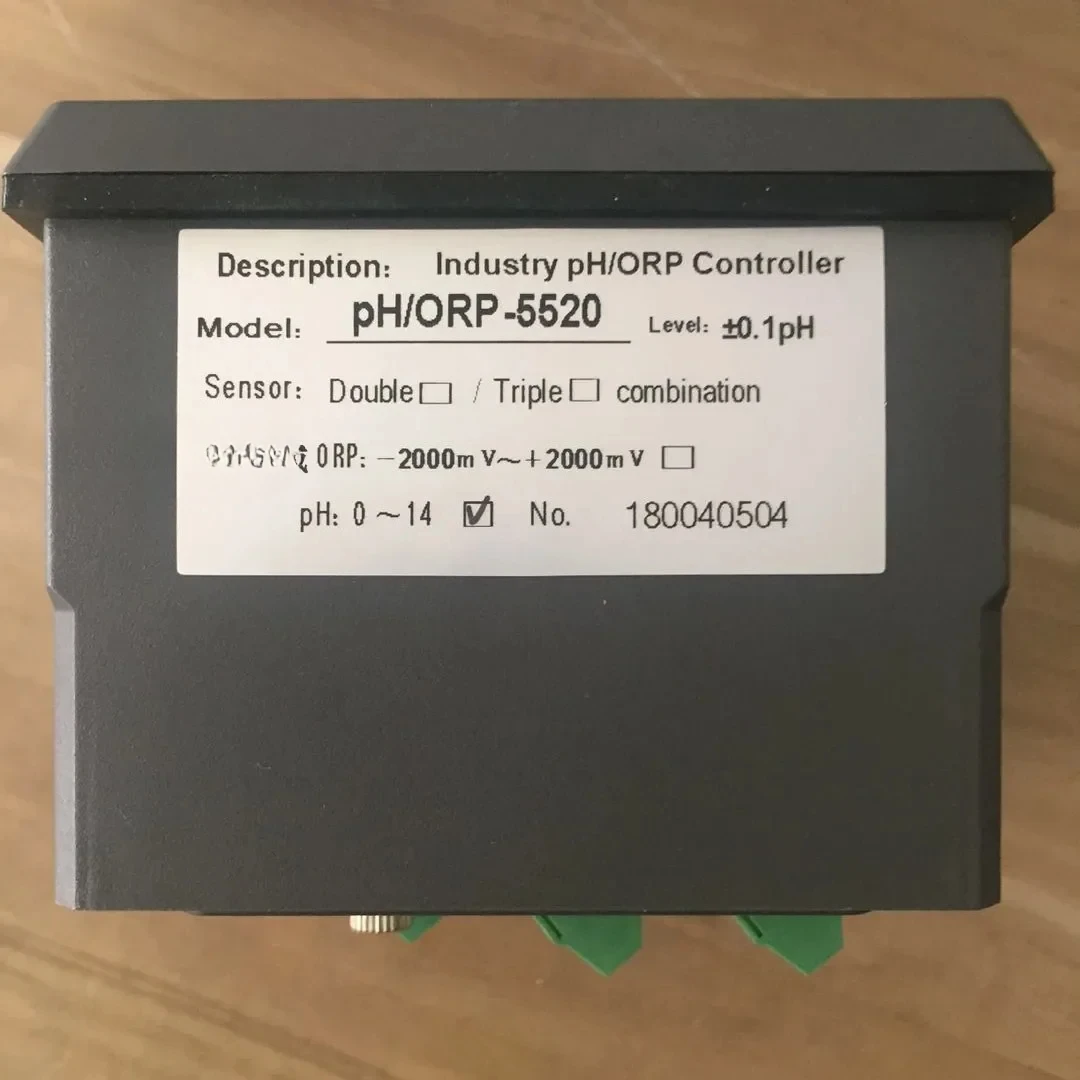 Description: Industry pH/ORP Controller
Model: pH/ORP-5520 Level: ±0.1pH
Sensor: Double□ / Triple□ combination
ORP: －2000mV～＋2000mV □
pH: 0～14 ☑ No. 180040504